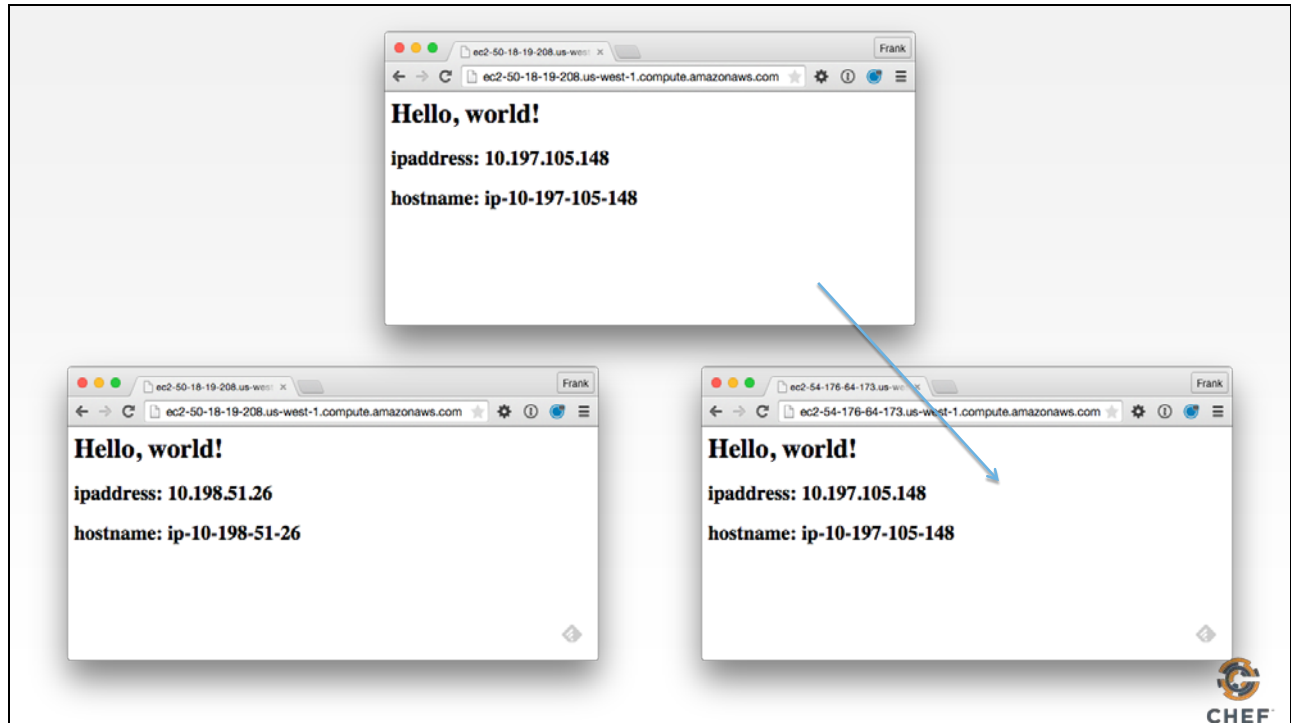 ec2-50-18-19-208.us-west
Frank
ec2-50-18-19-208.us-west-1.compute.amazonaws.com
Hello, world!
ipaddress: 10.197.105.148
hostname: ip-10-197-105-148
ec2-50-18-19-208.us-west
Frank
ec2-50-18-19-208.us-west-1.compute.amazonaws.com
Hello, world!
ipaddress: 10.198.51.26
hostname: ip-10-198-51-26
ec2-54-176-64-173.us-we
Frank
ec2-54-176-64-173.us-west-1.compute.amazonaws.com
Hello, world!
ipaddress: 10.197.105.148
hostname: ip-10-197-105-148
CHEF